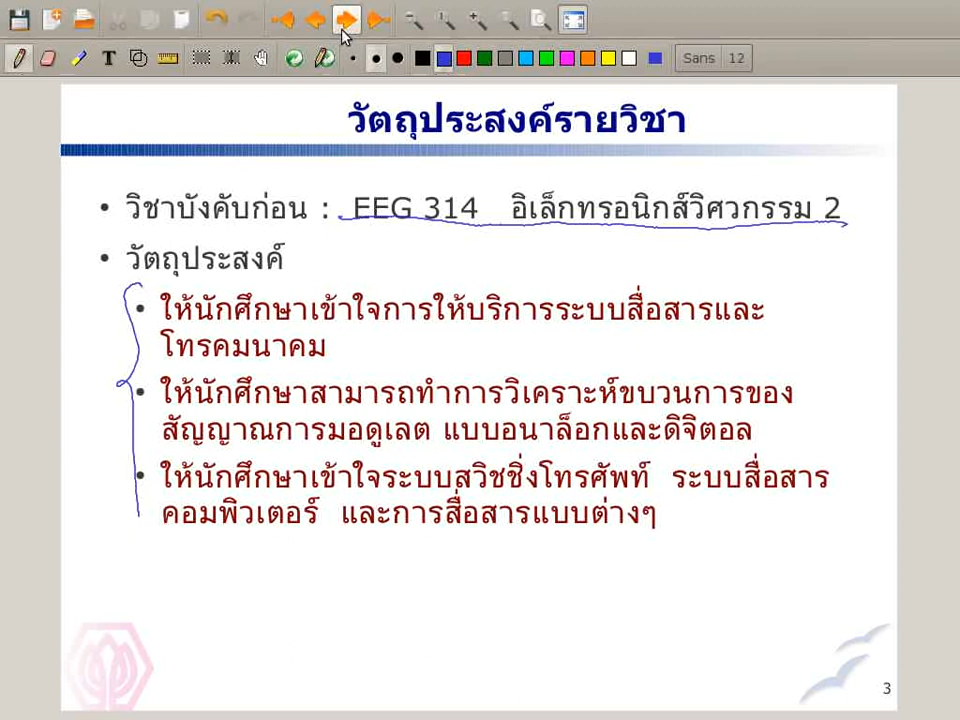 Sans 12
วัตถุประสงค์รายวิชา
• วิชาบังคับก่อน : EEG 314 อิเล็กทรอนิกส์วิศวกรรม 2
• วัตถุประสงค์
• ให้นักศึกษาเข้าใจการให้บริการระบบสื่อสารและ
โทรคมนาคม
• ให้นักศึกษาสามารถทำการวิเคราะห์ขบวนการของ
สัญญาณการมอดูเลต แบบอนาล็อกและดิจิตอล
• ให้นักศึกษาเข้าใจระบบสวิชชิ่งโทรศัพท์ ระบบสื่อสาร
คอมพิวเตอร์ และการสื่อสารแบบต่างๆ
3